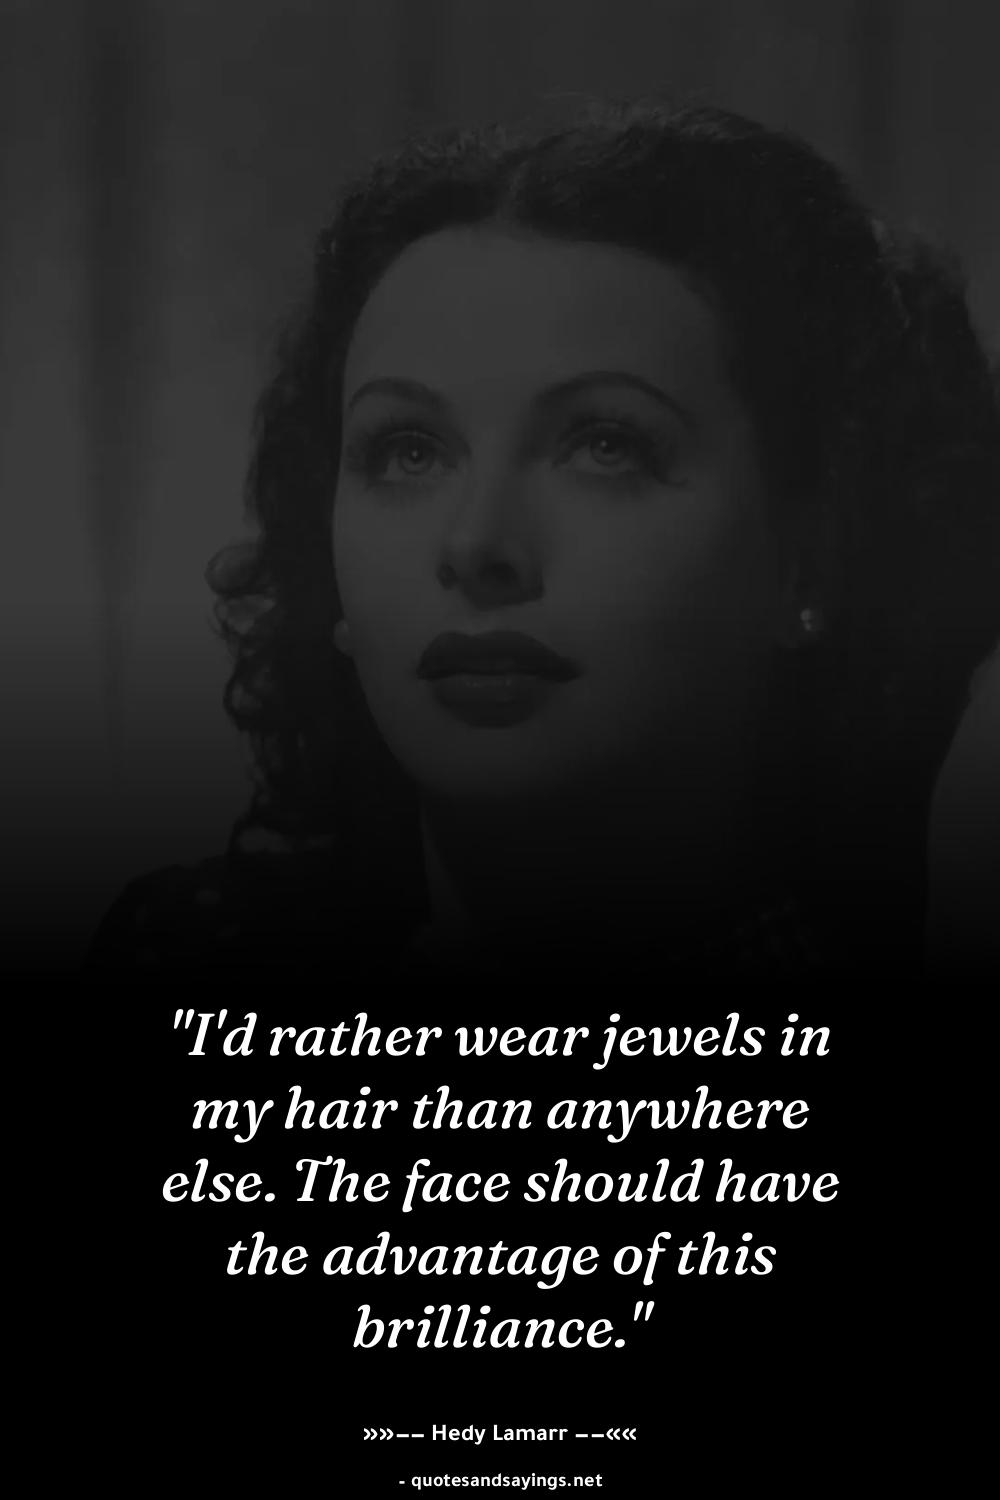 "I'd rather wear jewels in
my hair than anywhere
else. The face should have
the advantage of this
brilliance."
»»–– Hedy Lamarr ––««
- quotesandsayings.net